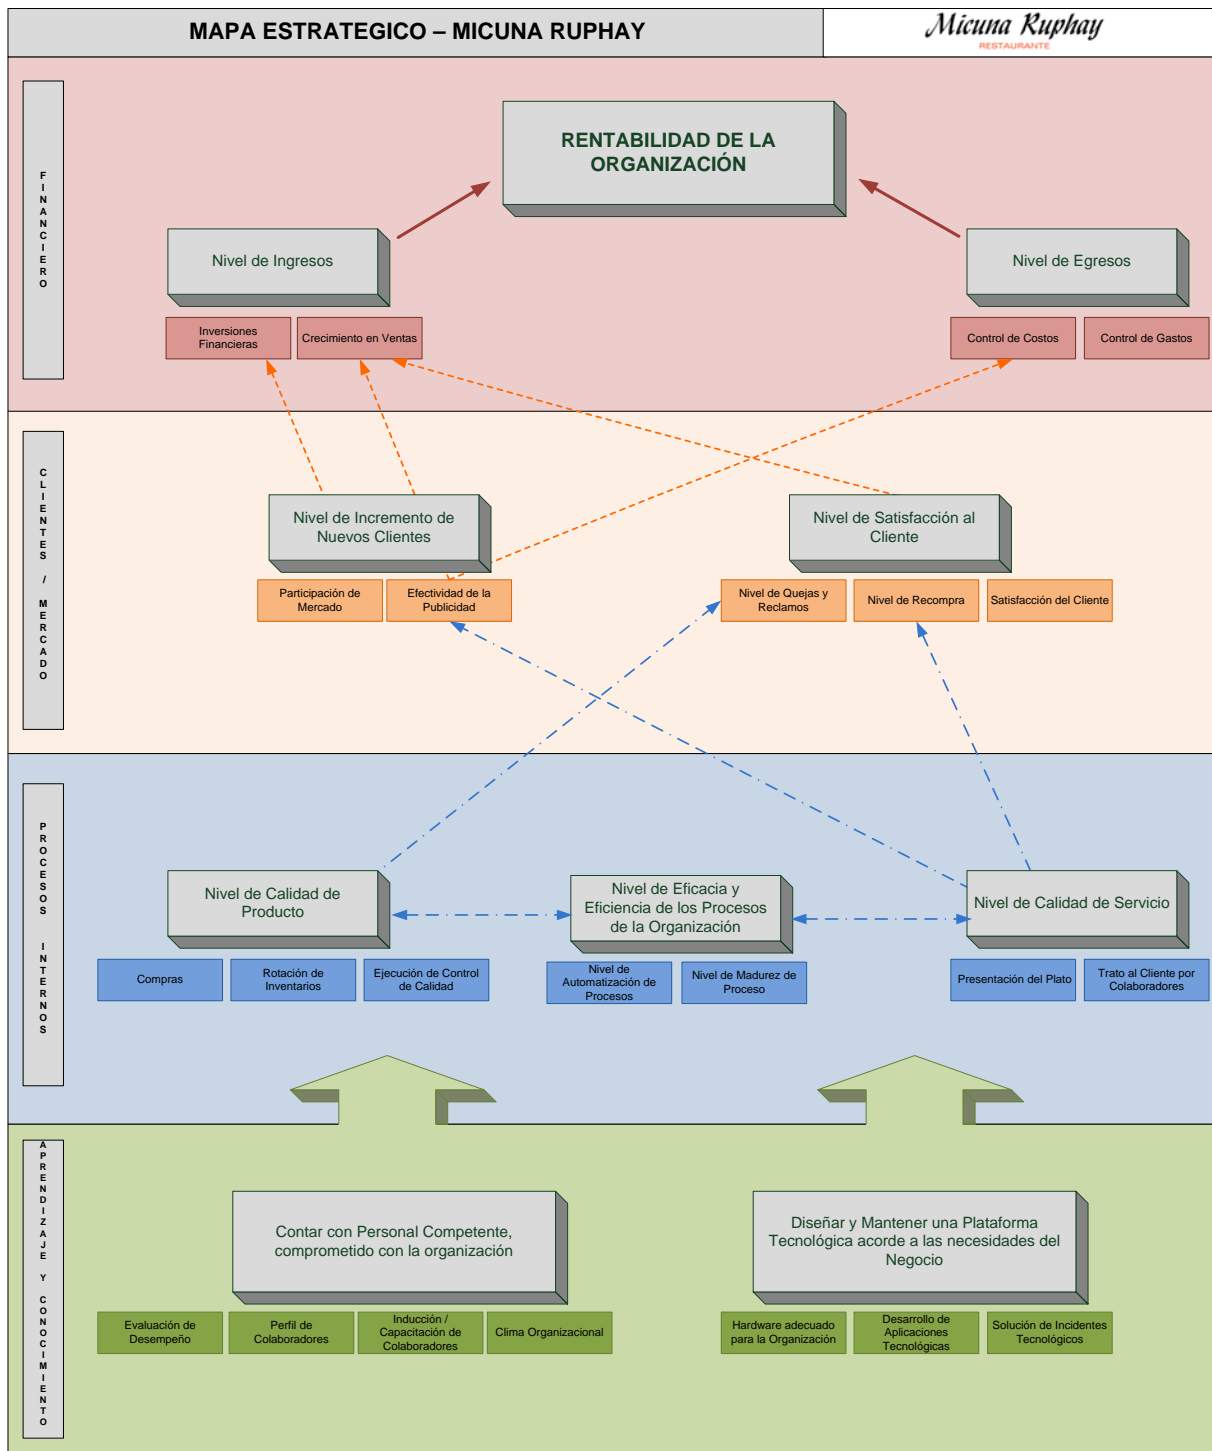 MAPA ESTRATEGICO – MICUNA RUPHAY
Micuna Ruphay
RESTAURANTE
FINANCIERO
RENTABILIDAD DE LA
ORGANIZACIÓN
Nivel de Ingresos
Nivel de Egresos
Inversiones
Financieras
Crecimiento en Ventas
Control de Costos
Control de Gastos
CLIENTES / MERCADO
Nivel de Incremento de
Nuevos Clientes
Nivel de Satisfacción al
Cliente
Participación de
Mercado
Efectividad de la
Publicidad
Nivel de Quejas y
Reclamos
Nivel de Recompra
Satisfacción del Cliente
PROCESOS INTERNOS
Nivel de Calidad de
Producto
Nivel de Eficacia y
Eficiencia de los Procesos
de la Organización
Nivel de Calidad de Servicio
Compras
Rotación de
Inventarios
Ejecución de Control
de Calidad
Nivel de
Automatización de
Procesos
Nivel de Madurez de
Proceso
Presentación del Plato
Trato al Cliente por
Colaboradores
APRENDIZAJE Y CONOCIMIENTO
Contar con Personal Competente,
comprometido con la organización
Diseñar y Mantener una Plataforma
Tecnológica acorde a las necesidades del
Negocio
Evaluación de
Desempeño
Perfil de
Colaboradores
Inducción /
Capacitación de
Colaboradores
Clima Organizacional
Hardware adecuado
para la Organización
Desarrollo de
Aplicaciones
Tecnológicas
Solución de Incidentes
Tecnológicos